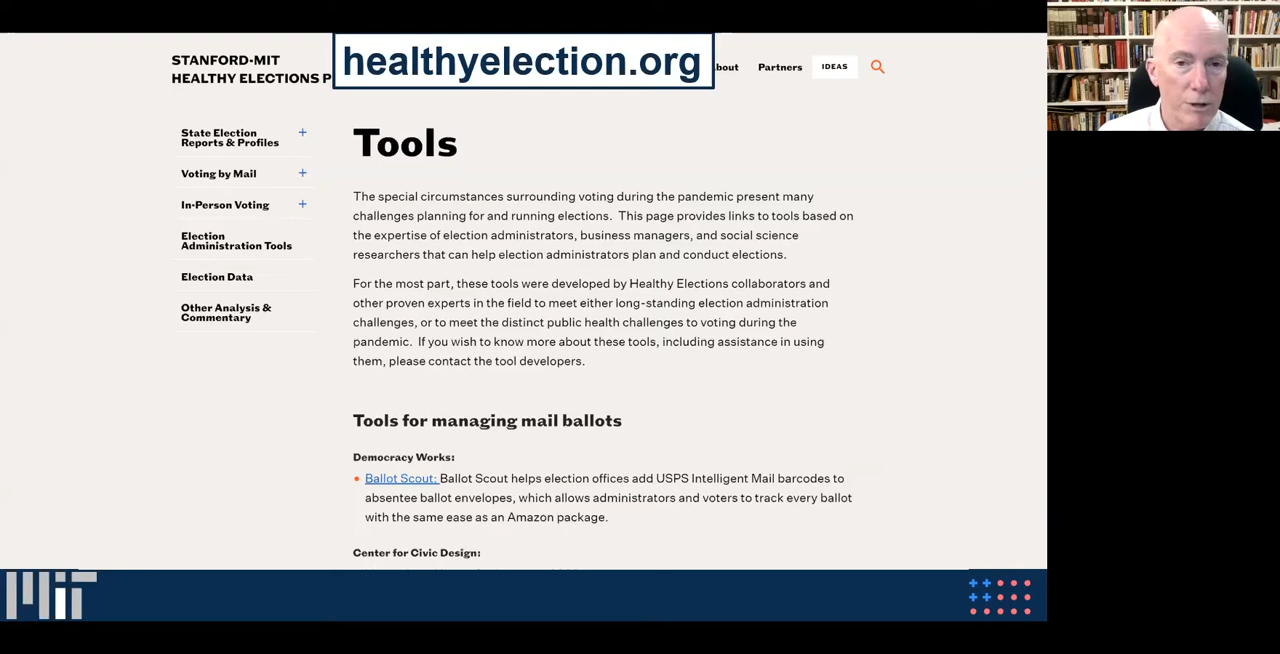 healthyelection.org
STANFORD-MIT
HEALTHY ELECTIONS P
bout
Partners
IDEAS
State Election
Reports & Profiles
Voting by Mail
In-Person Voting
Election
Administration Tools
Election Data
Other Analysis &
Commentary
Tools
The special circumstances surrounding voting during the pandemic present many
challenges planning for and running elections. This page provides links to tools based on
the expertise of election administrators, business managers, and social science
researchers that can help election administrators plan and conduct elections.
For the most part, these tools were developed by Healthy Elections collaborators and
other proven experts in the field to meet either long-standing election administration
challenges, or to meet the distinct public health challenges to voting during the
pandemic. If you wish to know more about these tools, including assistance in using
them, please contact the tool developers.
Tools for managing mail ballots
Democracy Works:
Ballot Scout: Ballot Scout helps election offices add USPS Intelligent Mail barcodes to
absentee ballot envelopes, which allows administrators and voters to track every ballot
with the same ease as an Amazon package.
Center for Civic Design:
MIT